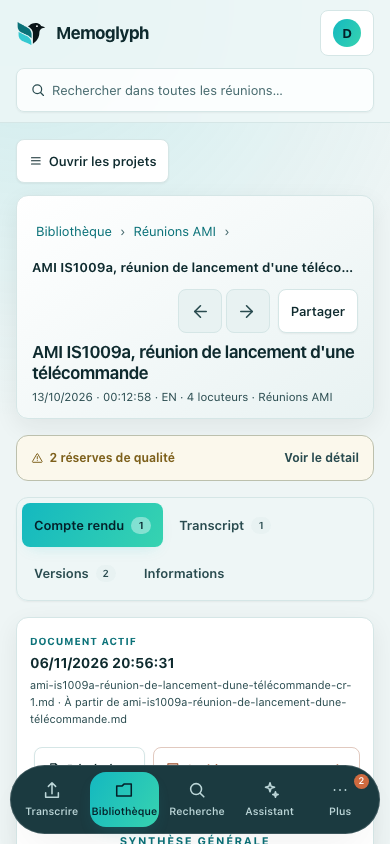 Memoglyph
D
Rechercher dans toutes les réunions...
Ouvrir les projets
Bibliothèque › Réunions AMI ›
AMI IS1009a, réunion de lancement d'une téléco...
Partager
AMI IS1009a, réunion de lancement d'une
télécommande
13/10/2026 · 00:12:58 · EN · 4 locuteurs · Réunions AMI
2 réserves de qualité Voir le détail
Compte rendu 1 Transcript 1
Versions 2 Informations
DOCUMENT ACTIF
06/11/2026 20:56:31
ami-is1009a-réunion-de-lancement-dune-télécommande-cr-
1.md · À partir de ami-is1009a-réunion-de-lancement-dune-
télécommande.md
2
Transcrire Bibliothèque Recherche Assistant Plus
SYNTHÈSE GÉNÉRALE